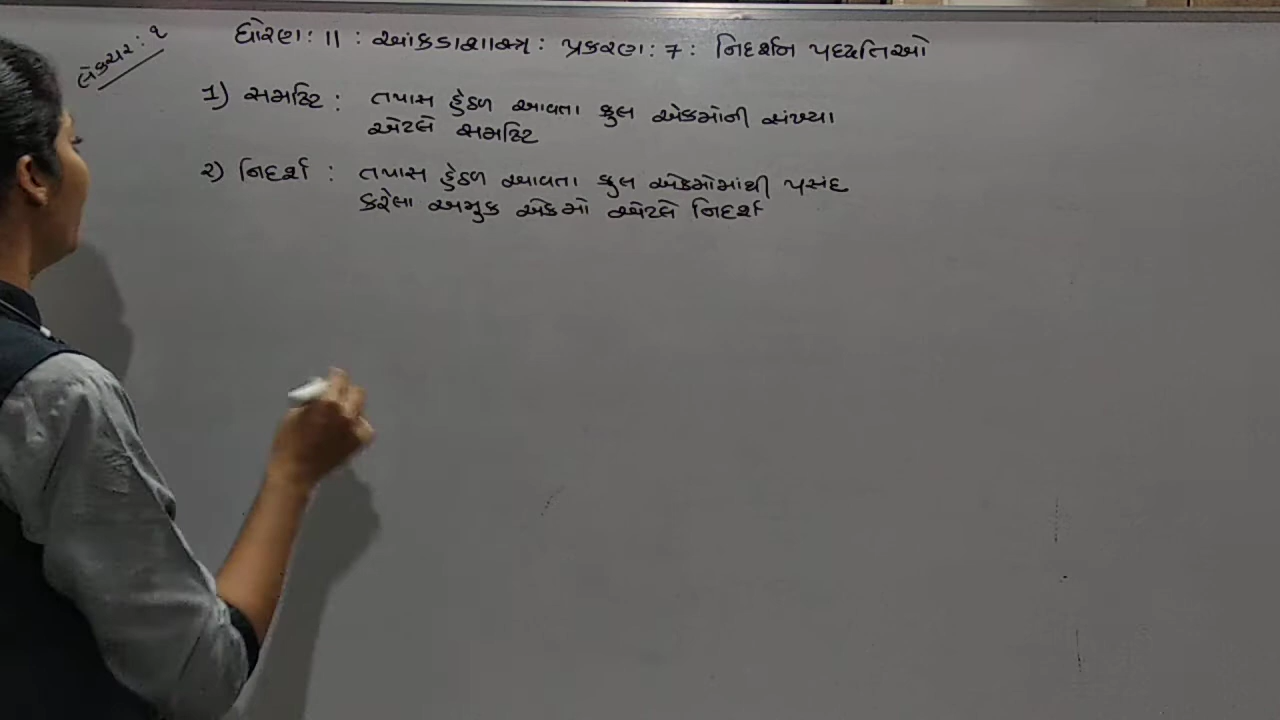 લેક્ચર : ૧
ધોરણ : 11 : આંકડાશાસ્ત્ર : પ્રકરણ : 7 : નિદર્શન પદ્ધતિઓ
1) સમષ્ટિ : તપાસ હેઠળ આવતા કુલ એકમોની સંખ્યા
એટલે સમષ્ટિ
૨) નિદર્શ : તપાસ હેઠળ આવતા કુલ એકમોમાંથી પસંદ
કરેલા અમુક એકમો એટલે નિદર્શ